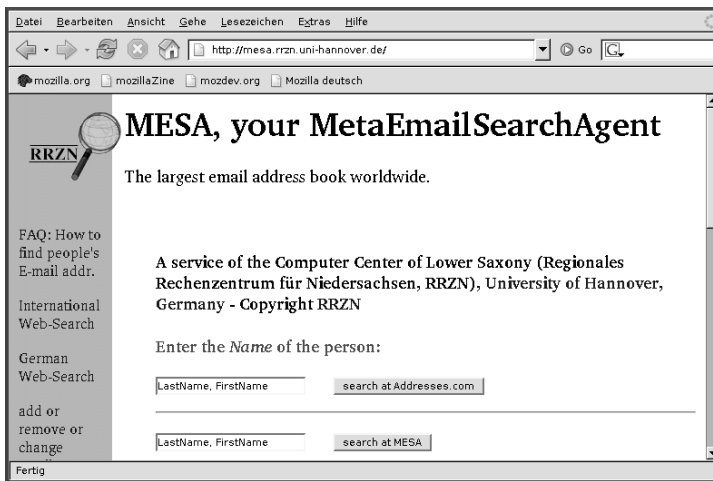 Datei Bearbeiten Ansicht Gehe Lesezeichen Extras Hilfe
http://mesa.rrzn.uni-hannover.de/ Go G
mozilla.org mozillaZine mozdev.org Mozilla deutsch
RRZN
MESA, your MetaEmailSearchAgent
The largest email address book worldwide.
FAQ: How to
find people's
E-mail addr.
International
Web-Search
German
Web-Search
add or
remove or
change
A service of the Computer Center of Lower Saxony (Regionales
Rechenzentrum für Niedersachsen, RRZN), University of Hannover,
Germany - Copyright RRZN
Enter the Name of the person:
LastName, FirstName search at Addresses.com
LastName, FirstName search at MESA
Fertig